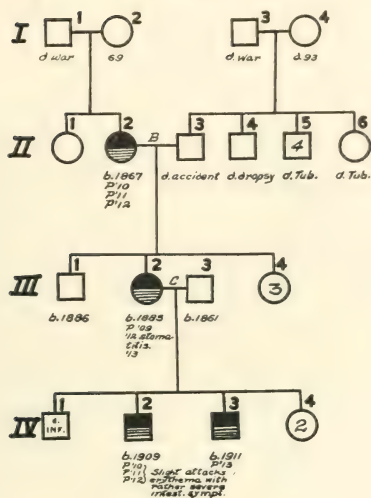 I 1 2 3 4
d. war 69 d. war d. 93
II 1 2 B 3 4 5 6
4
b.1867 d. accident d. dropsy d. Tub. d. Tub.
P '10
P '11
P '12
III 1 2 C 3 4
3
b.1886 b.1885 b.1861
P '09
'12 stoma-
titis.
'13
IV 1 2 3 4
d. INF. 2
b.1909 b.1911
P '10 P '13
P '11 Slight attacks
P '12 erythema with
rather severe
intest. sympt.